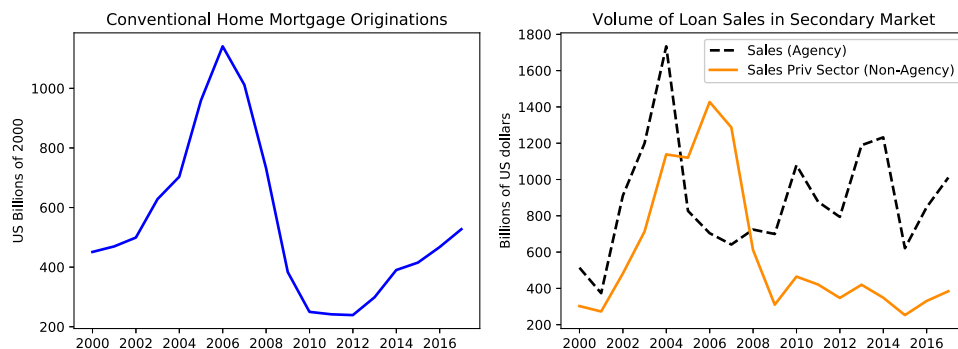 Conventional Home Mortgage Originations
US Billions of 2000
1000
800
600
400
200
2000 2002 2004 2006 2008 2010 2012 2014 2016
Volume of Loan Sales in Secondary Market
Billions of US dollars
1800
1600
1400
1200
1000
800
600
400
200
Sales (Agency)
Sales Priv Sector (Non-Agency)
2000 2002 2004 2006 2008 2010 2012 2014 2016